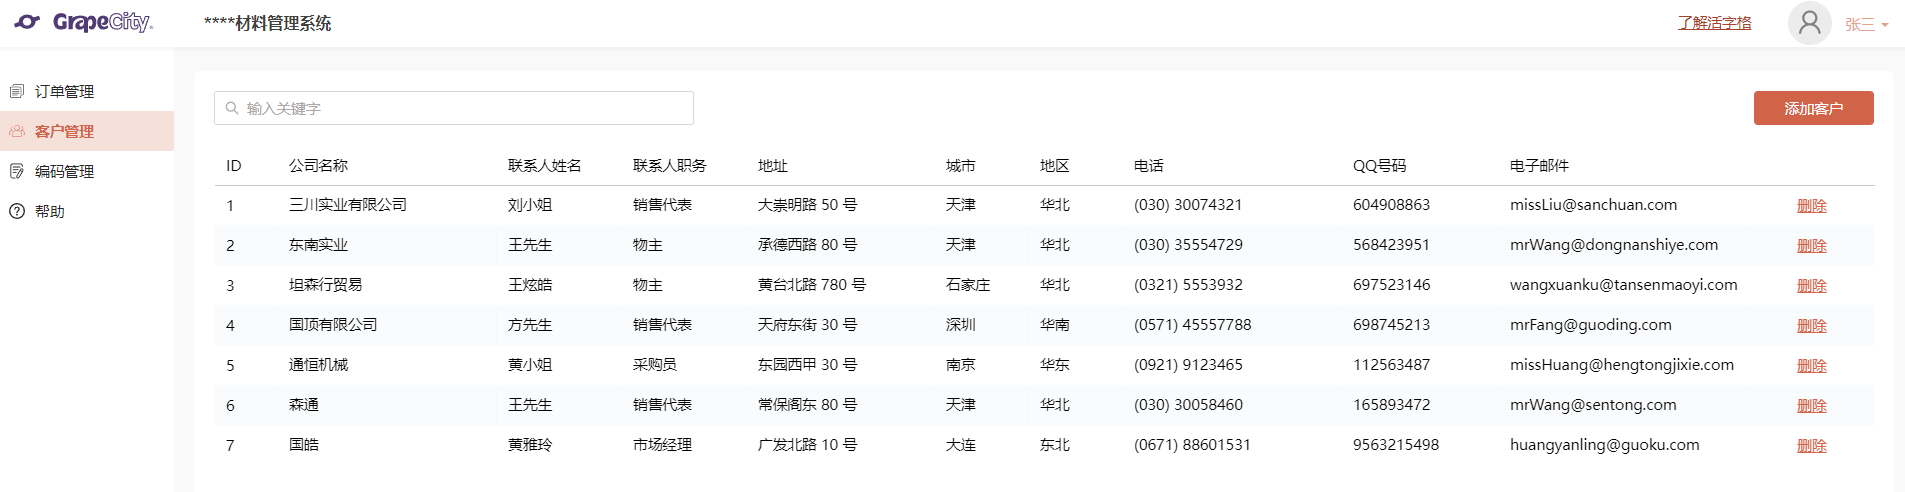 GrapeCity ****材料管理系统 了解活字格 张三
订单管理
客户管理
编码管理
帮助
输入关键字 添加客户
ID 公司名称 联系人姓名 联系人职务 地址 城市 地区 电话 QQ号码 电子邮件
1 三川实业有限公司 刘小姐 销售代表 大崇明路 50 号 天津 华北 (030) 30074321 604908863 missLiu@sanchuan.com 删除
2 东南实业 王先生 物主 承德西路 80 号 天津 华北 (030) 35554729 568423951 mrWang@dongnanshiye.com 删除
3 坦森行贸易 王炫皓 物主 黄台北路 780 号 石家庄 华北 (0321) 5553932 697523146 wangxuanku@tansenmaoyi.com 删除
4 国顶有限公司 方先生 销售代表 天府东街 30 号 深圳 华南 (0571) 45557788 698745213 mrFang@guoding.com 删除
5 通恒机械 黄小姐 采购员 东园西甲 30 号 南京 华东 (0921) 9123465 112563487 missHuang@hengtongjixie.com 删除
6 森通 王先生 销售代表 常保阁东 80 号 天津 华北 (030) 30058460 165893472 mrWang@sentong.com 删除
7 国皓 黄雅玲 市场经理 广发北路 10 号 大连 东北 (0671) 88601531 9563215498 huangyanling@guoku.com 删除